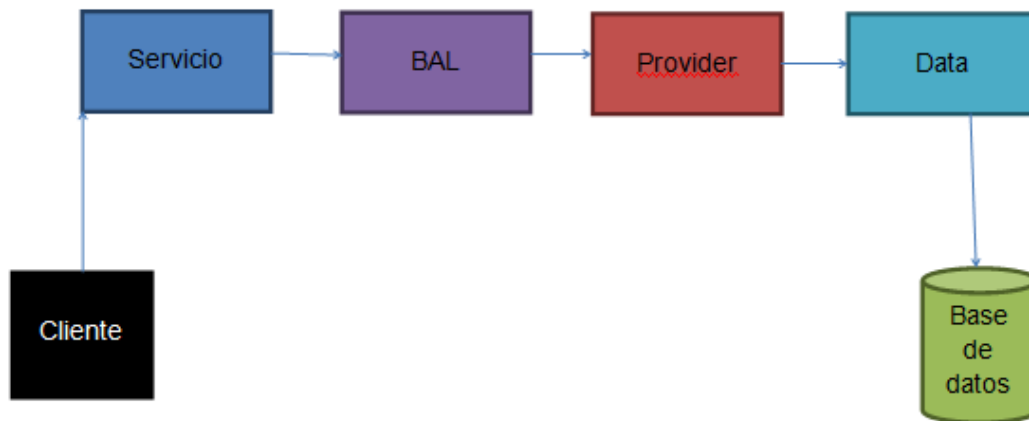 Servicio
BAL
Provider
Data
Cliente
Base
de
datos